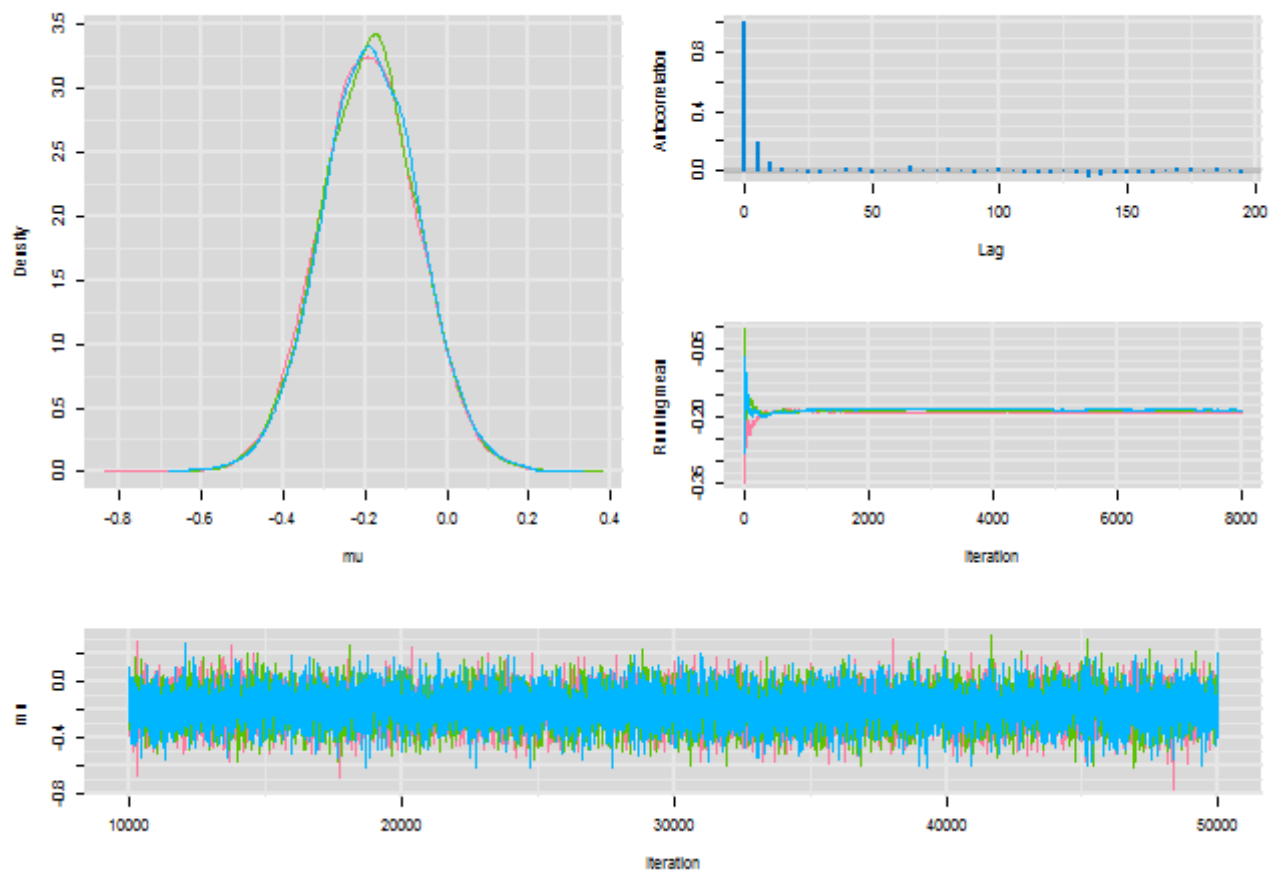 3.5
3.0
2.5
2.0
1.5
1.0
0.5
0.0
Density
-0.8 -0.6 -0.4 -0.2 0.0 0.2 0.4
mu
0.8
0.4
0.0
Autocorrelation
0 50 100 150 200
Lag
-0.05
-0.20
-0.35
Running mean
0 2000 4000 6000 8000
Iteration
0.0
-0.4
-0.8
mu
10000 20000 30000 40000 50000
Iteration